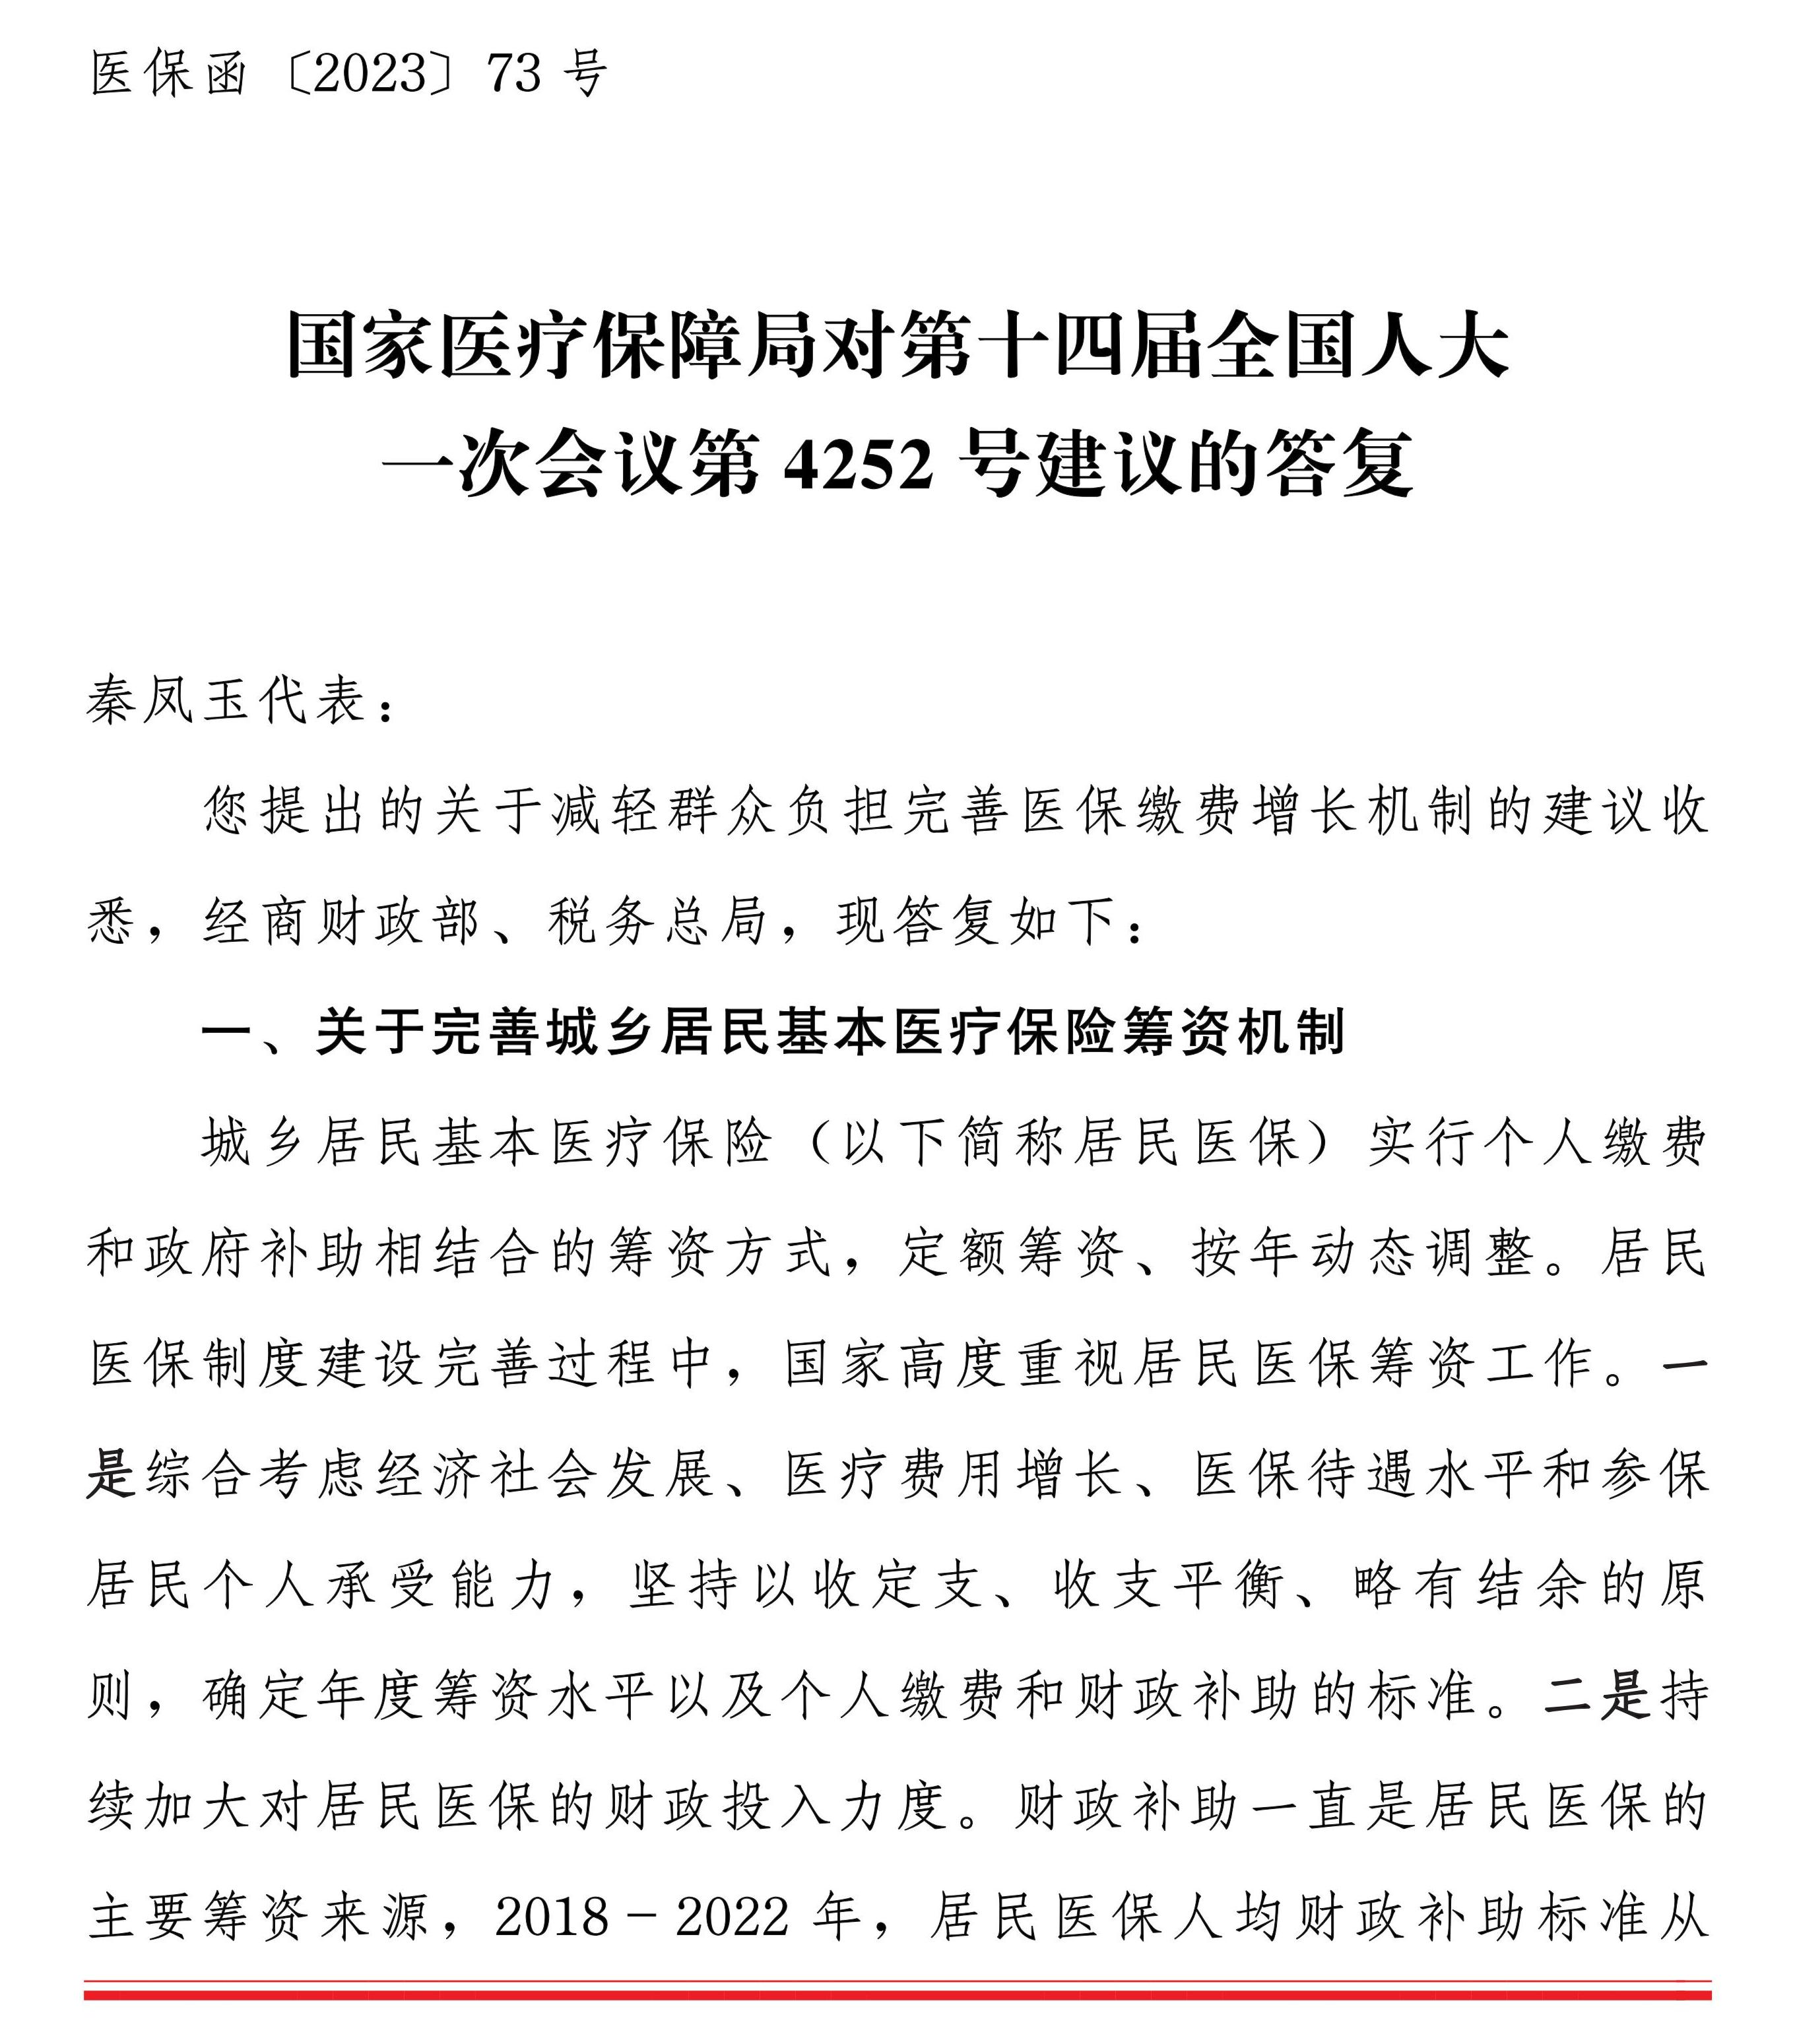 医保函〔2023〕73 号
国家医疗保障局对第十四届全国人大
一次会议第 4252 号建议的答复
秦凤玉代表：
您提出的关于减轻群众负担完善医保缴费增长机制的建议收
悉，经商财政部、税务总局，现答复如下：
一、关于完善城乡居民基本医疗保险筹资机制
城乡居民基本医疗保险（以下简称居民医保）实行个人缴费
和政府补助相结合的筹资方式，定额筹资、按年动态调整。居民
医保制度建设完善过程中，国家高度重视居民医保筹资工作。一
是综合考虑经济社会发展、医疗费用增长、医保待遇水平和参保
居民个人承受能力，坚持以收定支、收支平衡、略有结余的原
则，确定年度筹资水平以及个人缴费和财政补助的标准。二是持
续加大对居民医保的财政投入力度。财政补助一直是居民医保的
主要筹资来源，2018－2022 年，居民医保人均财政补助标准从